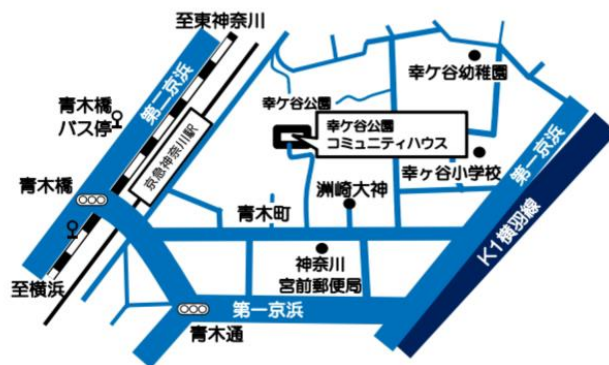 至東神奈川
第二京浜
青木橋
バス停
京急神奈川駅
青木橋
至横浜
幸ケ谷公園
幸ケ谷公園
コミュニティハウス
幸ケ谷幼稚園
幸ヶ谷小学校
第一京浜
K1横羽線
洲崎大神
青木町
神奈川
宮前郵便局
第一京浜
青木通